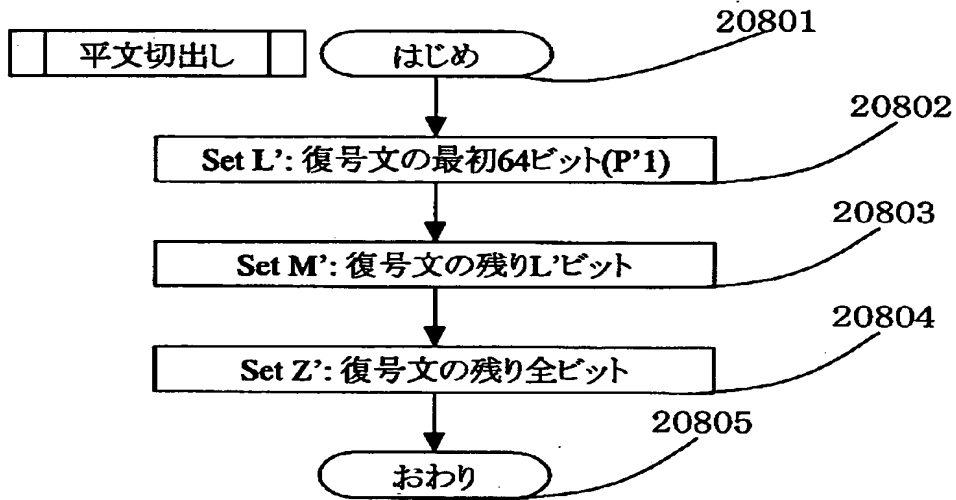 20801
平文切出し
はじめ
20802
Set L’: 復号文の最初64ビット(P’1)
20803
Set M’: 復号文の残りL’ビット
20804
Set Z’: 復号文の残り全ビット
20805
おわり